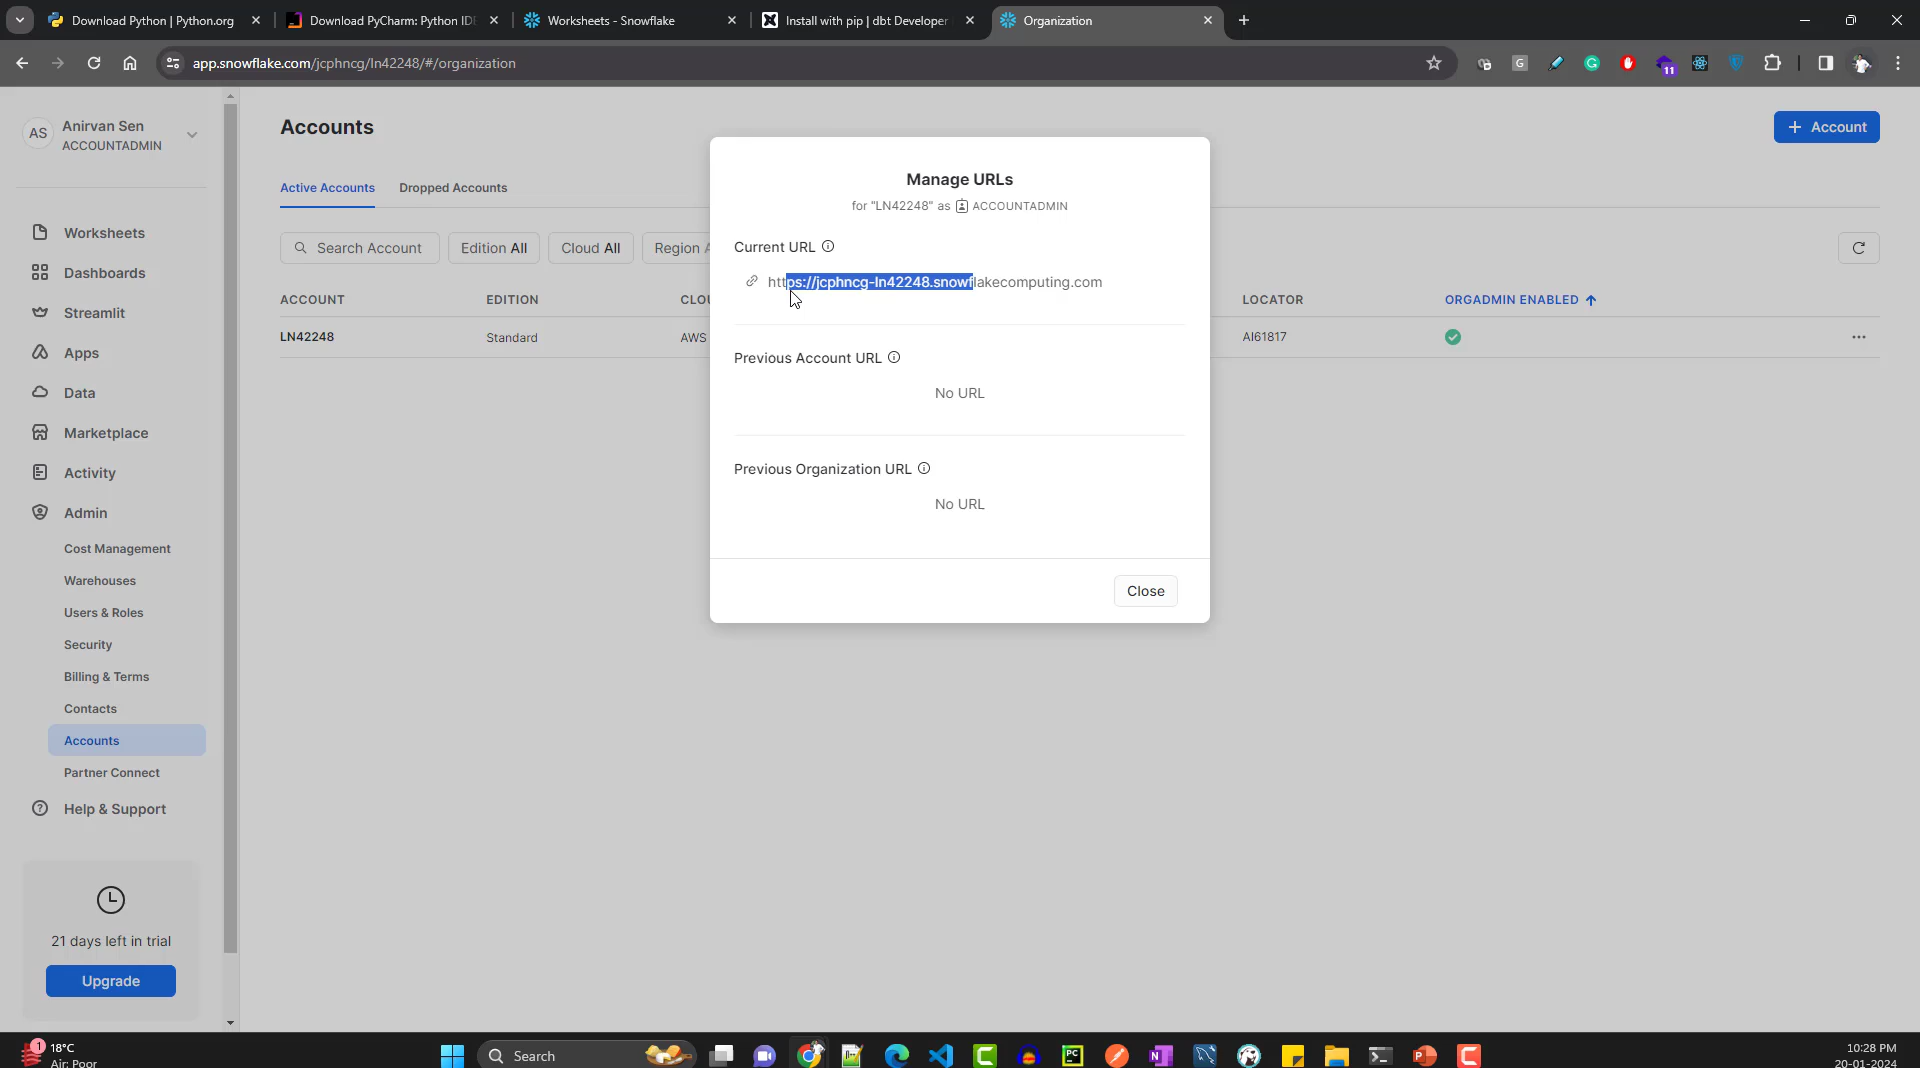 Download Python | Python.org
Download PyCharm: Python IDE
Worksheets - Snowflake
Install with pip | dbt Developer
Organization
app.snowflake.com/jcphncg/ln42248/#/organization
11
AS
Anirvan Sen
ACCOUNTADMIN
Worksheets
Dashboards
Streamlit
Apps
Data
Marketplace
Activity
Admin
Cost Management
Warehouses
Users & Roles
Security
Billing & Terms
Contacts
Accounts
Partner Connect
Help & Support
21 days left in trial
Upgrade
Accounts
+ Account
Active Accounts
Dropped Accounts
Search Account
Edition All
Cloud All
Region A
ACCOUNT
EDITION
CLOU
LOCATOR
ORGADMIN ENABLED
LN42248
Standard
AWS
AI61817
Manage URLs
for "LN42248" as ACCOUNTADMIN
Current URL
https://jcphncg-ln42248.snowflakecomputing.com
Previous Account URL
No URL
Previous Organization URL
No URL
Close
1
18°C
Air: Poor
Search
10:28 PM
20-01-2024